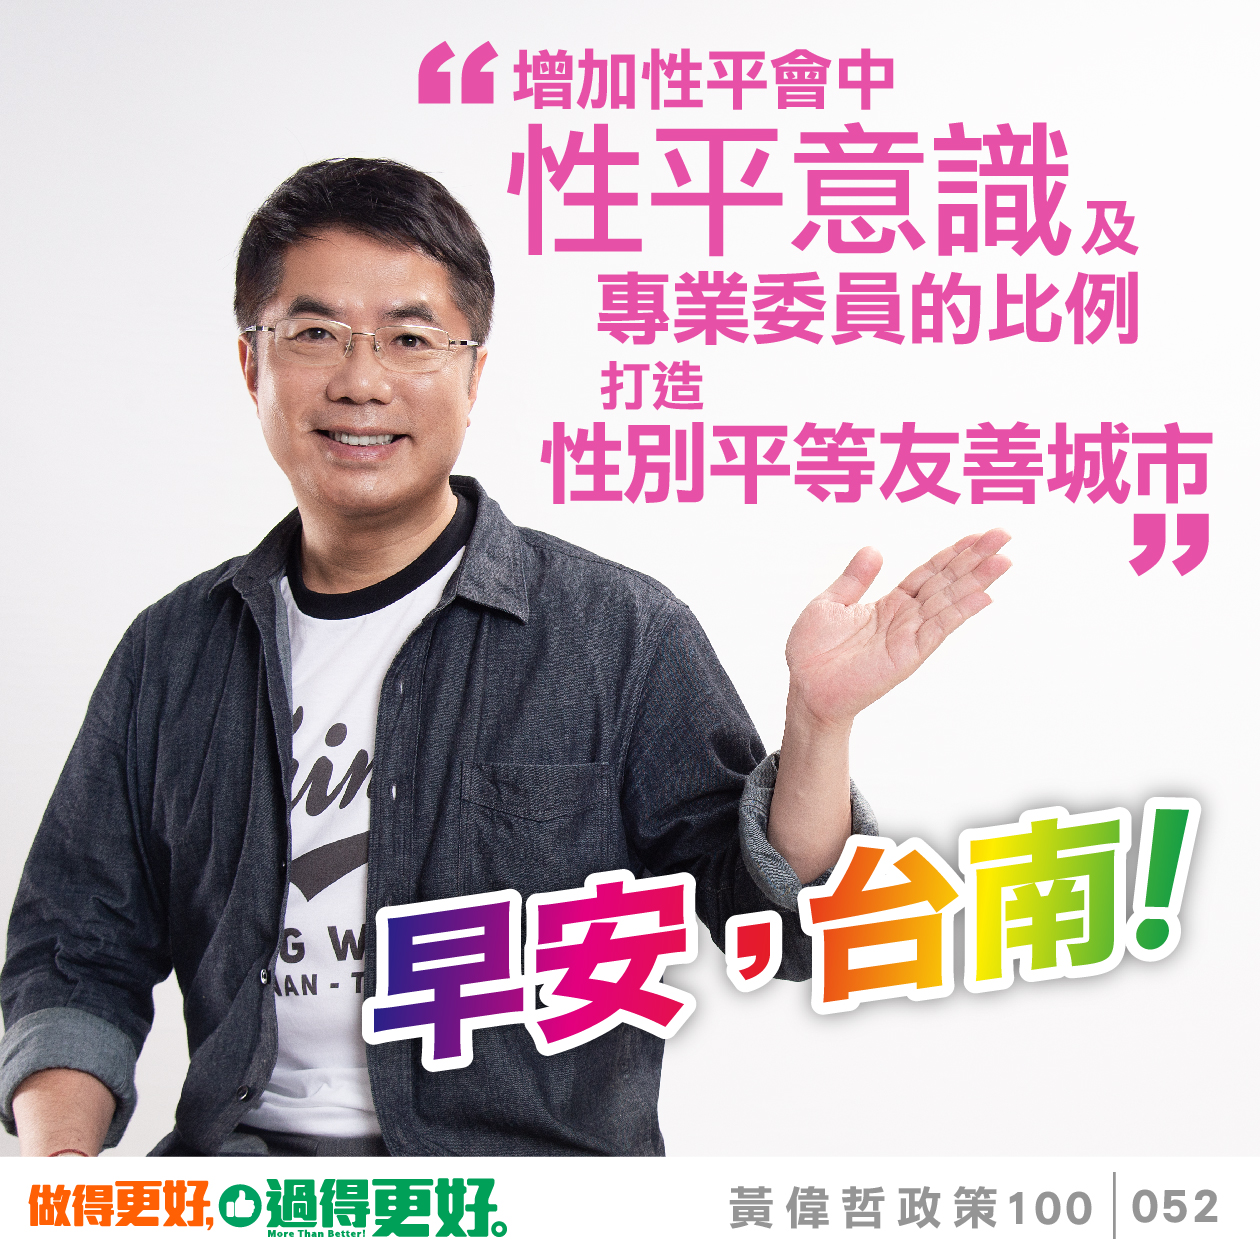 “增加性平會中
性平意識及
專業委員的比例
打造
性別平等友善城市”
hin
G W
NAN - T
早安，台南！
做得更好，過得更好。
More Than Better!
黃偉哲政策100｜052